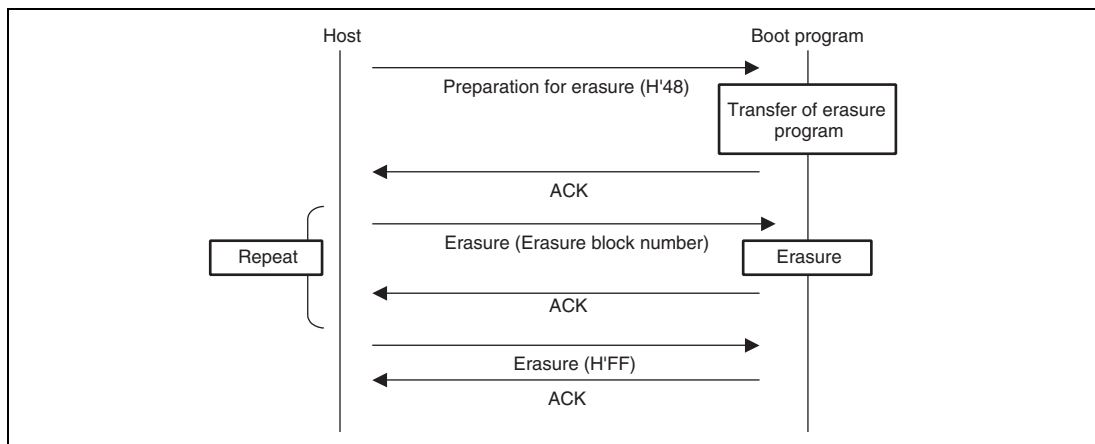 Host
Boot program
Preparation for erasure (H'48)
Transfer of erasure
program
ACK
Erasure (Erasure block number)
Repeat
Erasure
ACK
Erasure (H'FF)
ACK